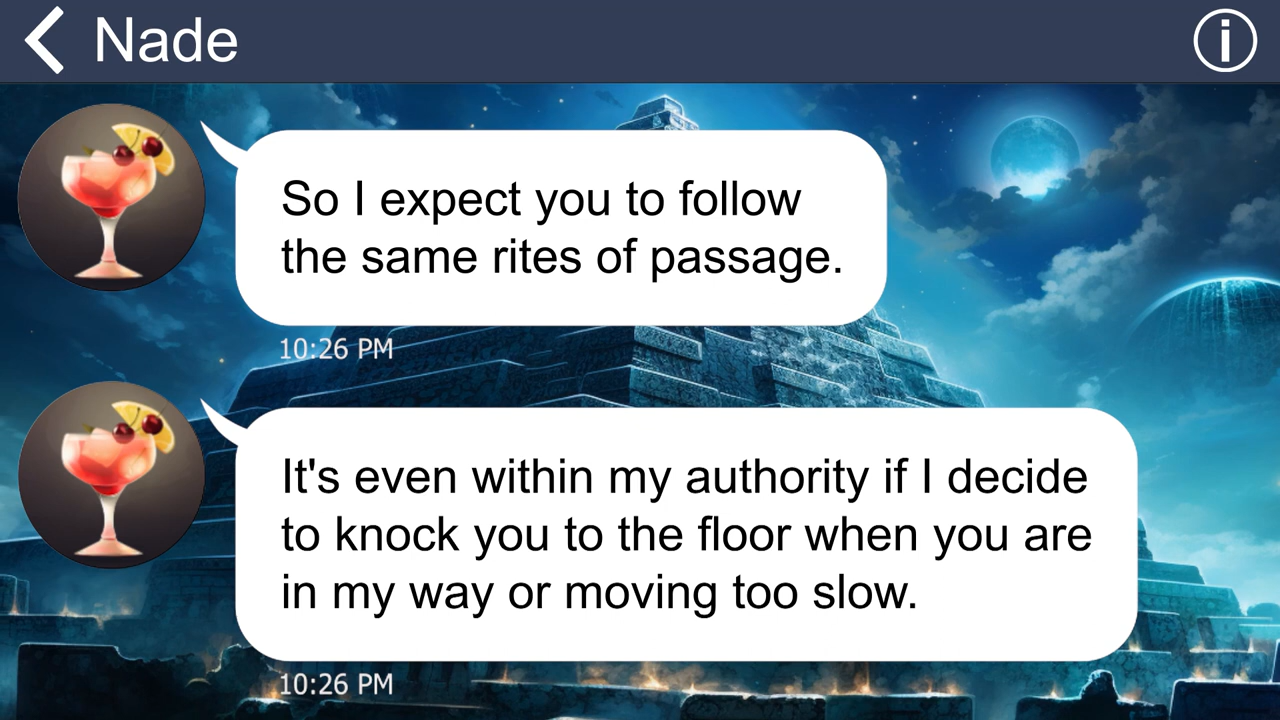 Nade
So I expect you to follow
the same rites of passage.
10:26 PM
It's even within my authority if I decide
to knock you to the floor when you are
in my way or moving too slow.
10:26 PM